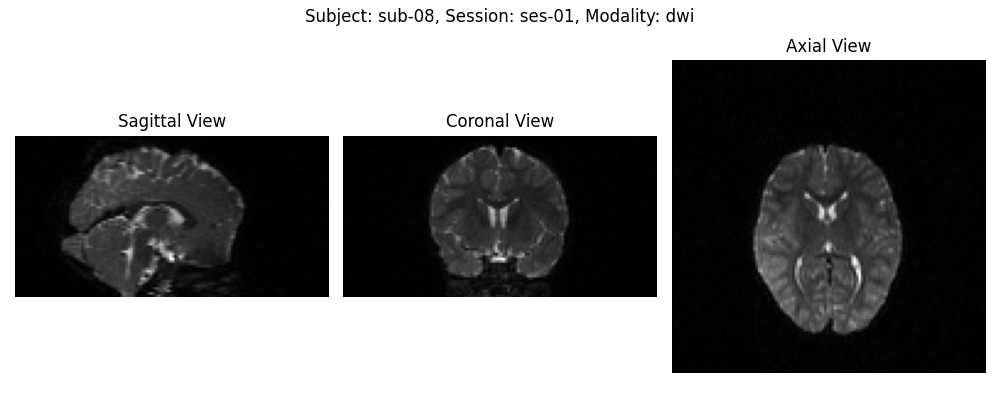 Subject: sub-08, Session: ses-01, Modality: dwi
Sagittal View
Coronal View
Axial View